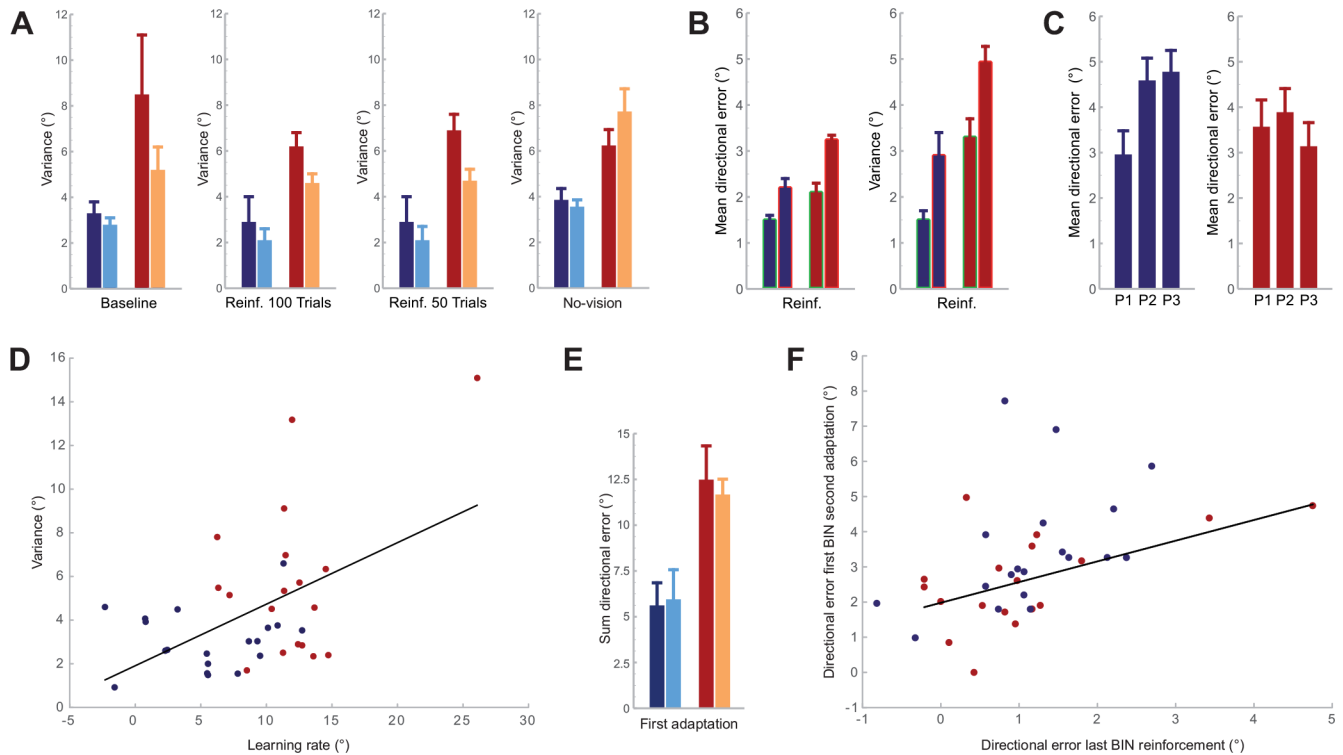 A
B
C
12
10
8
6
4
2
0
Variance (°)
Baseline
12
10
8
6
4
2
0
Variance (°)
Reinf. 100 Trials
12
10
8
6
4
2
0
Variance (°)
Reinf. 50 Trials
12
10
8
6
4
2
0
Variance (°)
No-vision
6
5
4
3
2
1
0
Mean directional error (°)
Reinf.
6
5
4
3
2
1
0
Variance (°)
Reinf.
6
5
4
3
2
1
0
Mean directional error (°)
P1 P2 P3
6
5
4
3
2
1
0
Mean directional error (°)
P1 P2 P3
D
16
14
12
10
8
6
4
2
0
Variance (°)
-5 0 5 10 15 20 25 30
Learning rate (°)
E
15
12.5
10
7.5
5
2.5
0
Sum directional error (°)
First adaptation
F
9
8
7
6
5
4
3
2
1
0
-1
Directional error first BIN second adaptation (°)
-1 0 1 2 3 4 5
Directional error last BIN reinforcement (°)